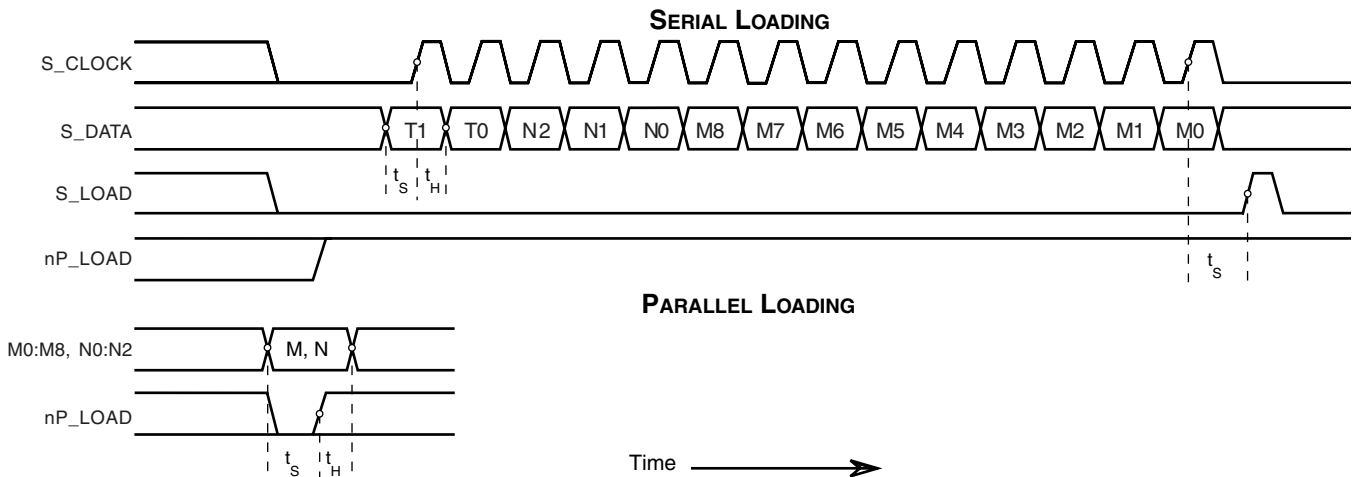 SERIAL LOADING
S_CLOCK
S_DATA
T1 T0 N2 N1 N0 M8 M7 M6 M5 M4 M3 M2 M1 M0
tS tH
S_LOAD
nP_LOAD
tS
PARALLEL LOADING
M0:M8, N0:N2
M, N
nP_LOAD
tS tH
Time